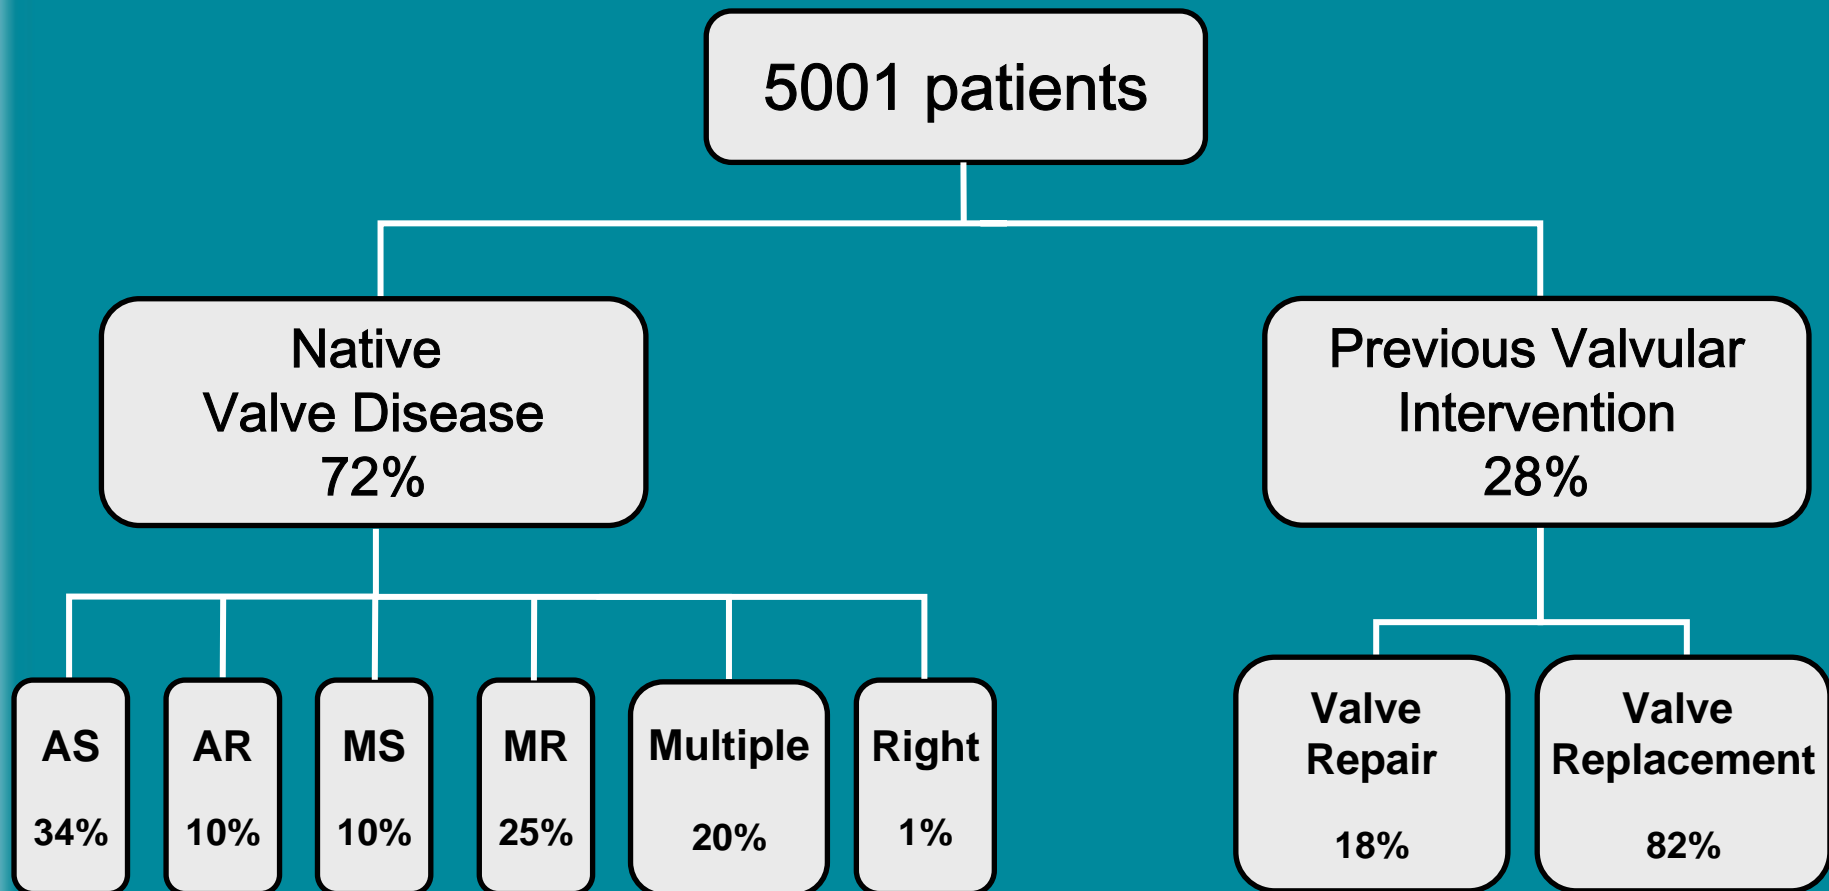 5001 patients
Native
Valve Disease
72%
Previous Valvular
Intervention
28%
AS
34%
AR
10%
MS
10%
MR
25%
Multiple
20%
Right
1%
Valve
Repair
18%
Valve
Replacement
82%